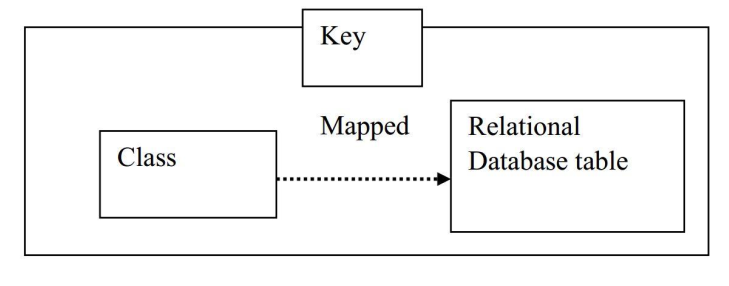 Key
Mapped
Class
Relational
Database table